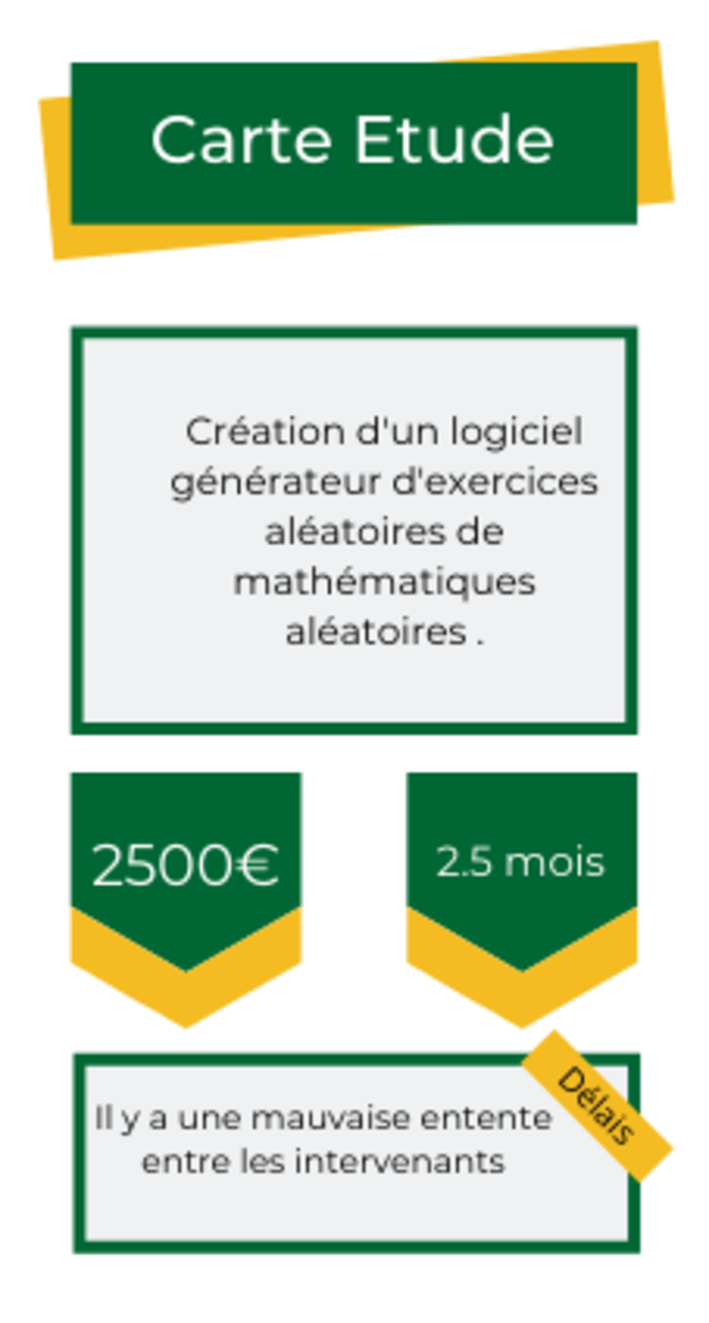 Carte Etude
Création d'un logiciel
générateur d'exercices
aléatoires de
mathématiques
aléatoires .
2500€
2.5 mois
Délais
Il y a une mauvaise entente
entre les intervenants